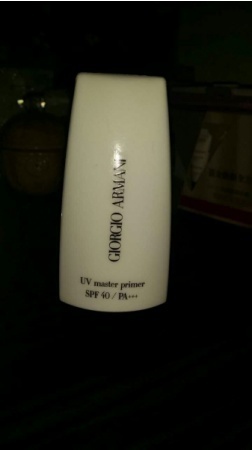 GIORGIO ARMANI
UV master primer
SPF 40 / PA+++